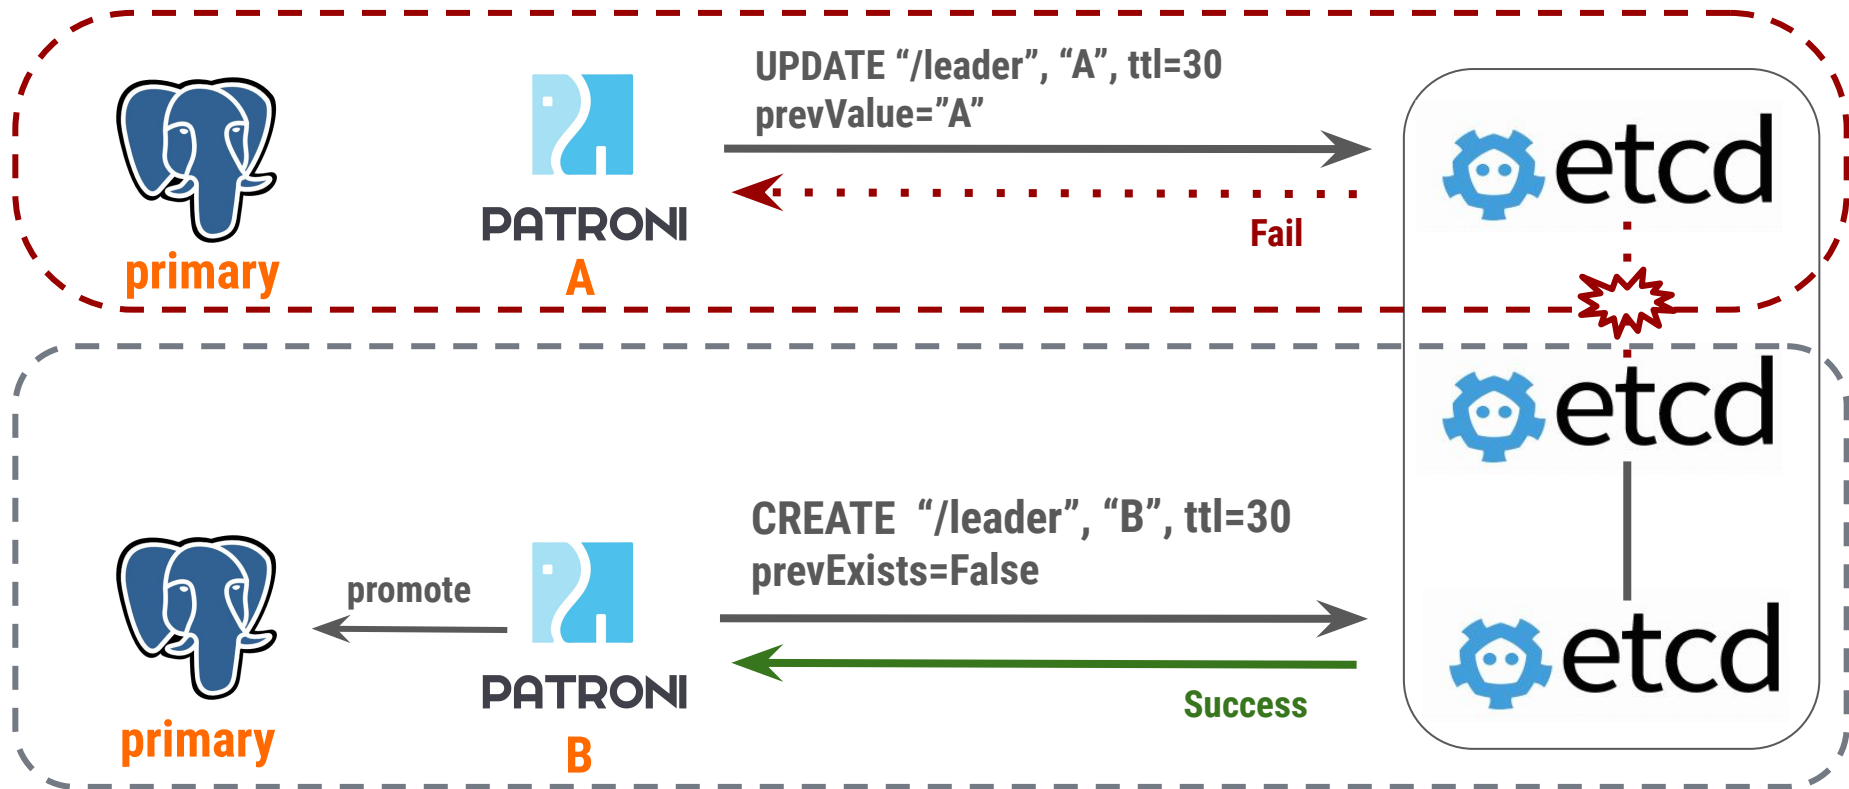 UPDATE “/leader”, “A”, ttl=30
prevValue=”A”
etcd
PATRONI
Fail
primary
A
etcd
CREATE “/leader”, “B”, ttl=30
prevExists=False
promote
etcd
PATRONI
Success
primary
B